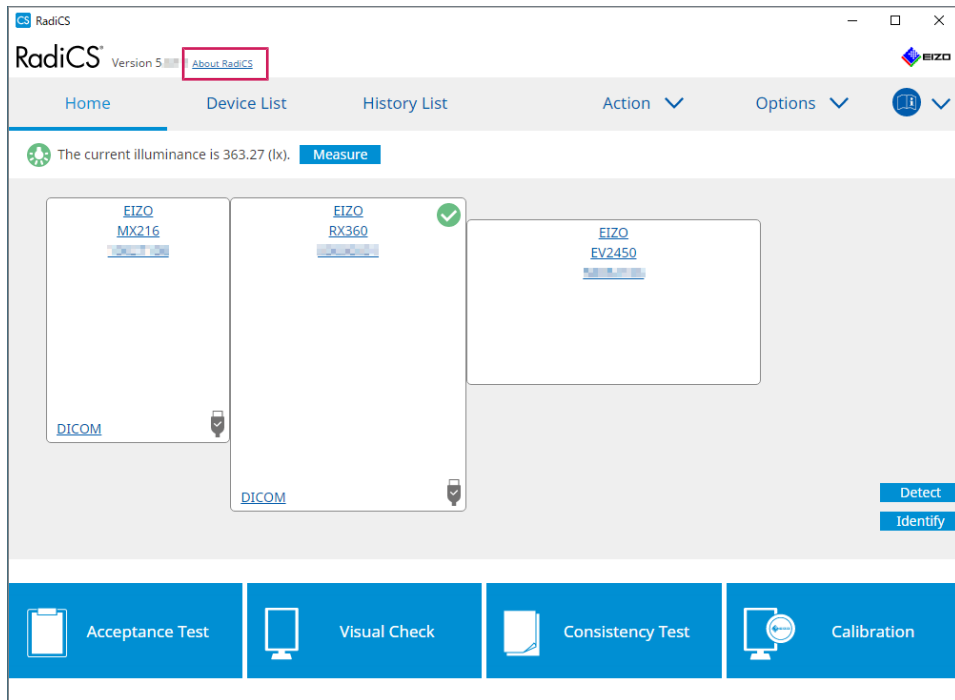 CS RadiCS
RadiCS® Version 5. About RadiCS
EIZO
Home Device List History List Action Options
The current illuminance is 363.27 (lx). Measure
EIZO
MX216
DICOM
EIZO
RX360
DICOM
EIZO
EV2450
Detect
Identify
Acceptance Test Visual Check Consistency Test Calibration